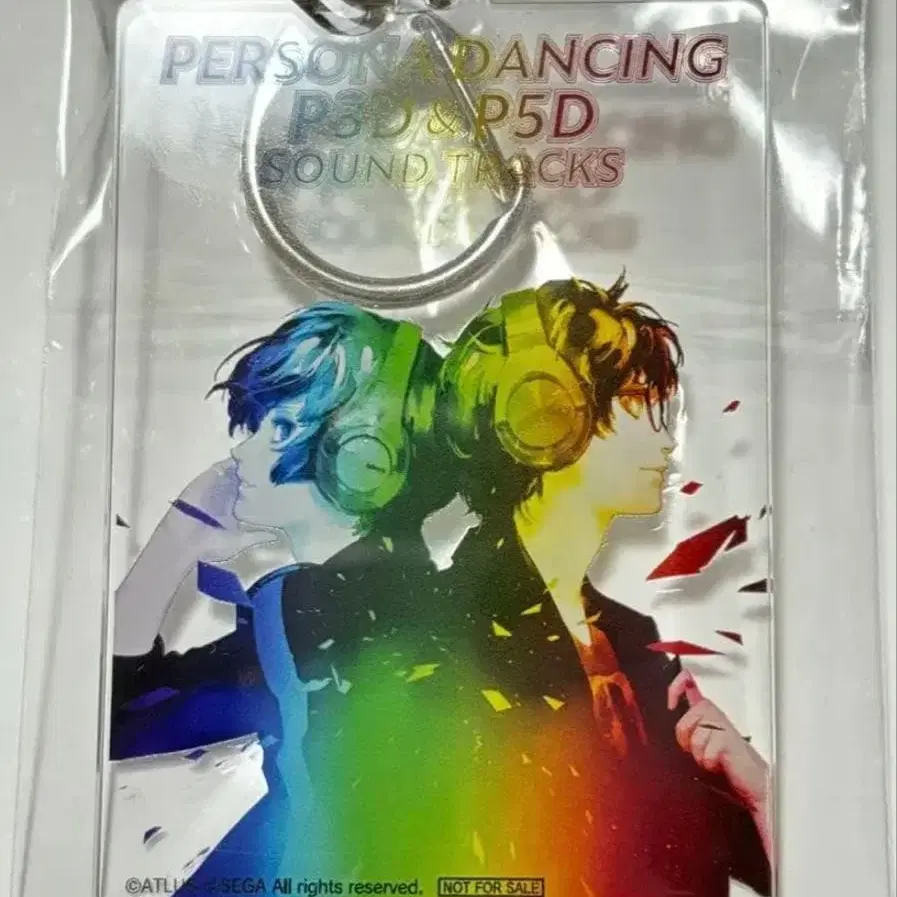 PERSONA DANCING
P3D & P5D
SOUND TRACKS
©ATLUS ©SEGA All rights reserved. NOT FOR SALE